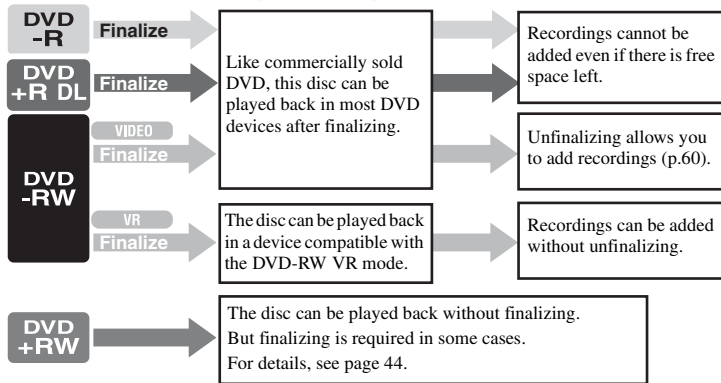 DVD
-R
Finalize
Like commercially sold
DVD, this disc can be
played back in most DVD
devices after finalizing.
Recordings cannot be
added even if there is free
space left.
DVD
+R DL
Finalize
DVD
-RW
VIDEO
Finalize
Unfinalizing allows you
to add recordings (p.60).
VR
Finalize
The disc can be played back
in a device compatible with
the DVD-RW VR mode.
Recordings can be added
without unfinalizing.
DVD
+RW
The disc can be played back without finalizing.
But finalizing is required in some cases.
For details, see page 44.